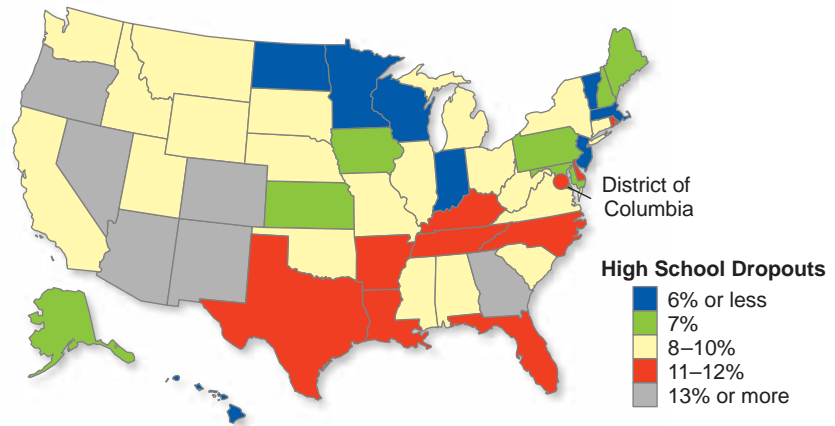 District of
Columbia
High School Dropouts
6% or less
7%
8–10%
11–12%
13% or more